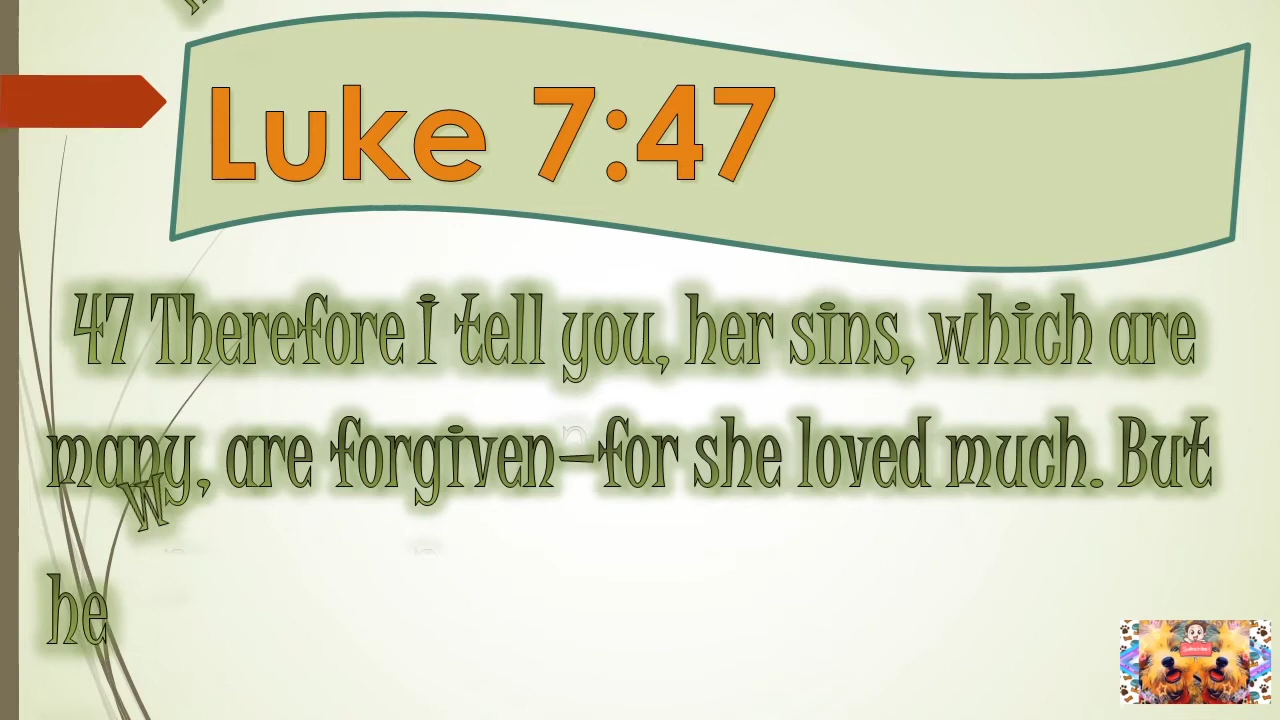 Luke 7:47
47 Therefore I tell you, her sins, which are
many, are forgiven—for she loved much. But
w
he